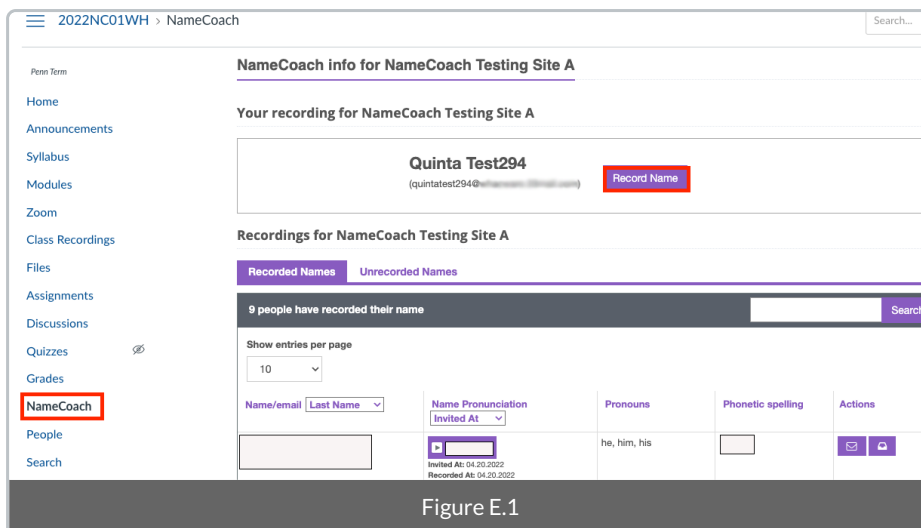 2022NC01WH > NameCoach
Search...
Penn Term
Home
Announcements
Syllabus
Modules
Zoom
Class Recordings
Files
Assignments
Discussions
Quizzes
Grades
NameCoach
People
Search
NameCoach info for NameCoach Testing Site A
Your recording for NameCoach Testing Site A
Quinta Test294
(quintatest294@
Record Name
Recordings for NameCoach Testing Site A
Recorded Names Unrecorded Names
9 people have recorded their name
Search
Show entries per page
10
Name/email Last Name Name Pronunciation Pronouns Phonetic spelling Actions
Invited At
he, him, his
Invited At: 04.20.2022
Recorded At: 04.20.2022
Figure E.1